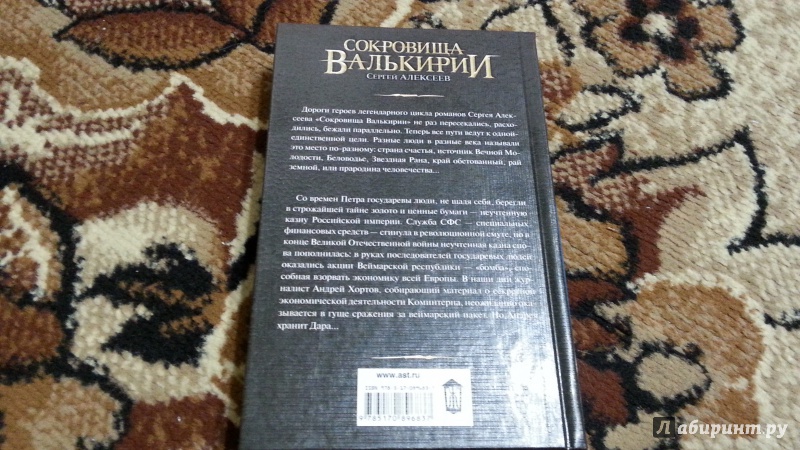 СОКРОВИЩА
ВАЛЬКИРИИ
СЕРГЕЙ АЛЕКСЕЕВ
Дороги героев легендарного цикла романов Сергея Алек-
сеева «Сокровища Валькирии» не раз пересекались, расхо-
дились, бежали параллельно. Теперь все пути ведут к одной-
единственной цели. Разные люди в разные века называли
это место по-разному: страна счастья, источник Вечной Мо-
лодости, Беловодье, Звездная Рана, край обетованный, рай
земной, или прародина человечества...
Со времен Петра государевы люди, не щадя себя, берегли
в строжайшей тайне золото и ценные бумаги — неучтенную
казну Российской империи. Служба СФС — специальных
финансовых средств — сгинула в революционной смуте, но в
конце Великой Отечественной войны неучтенная казна сно-
ва пополнилась: в руках последователей государевых людей
оказались акции Веймарской республики — «бомба», спо-
собная взорвать экономику всей Европы. В наши дни жур-
налист Андрей Хортов, собирающий материал о секретной
экономической деятельности Коминтерна, неожиданно ока-
зывается в гуще сражения за веймарский пакет. Но Андрея
хранит Дара...
www.ast.ru
9 785170 896837
Лабиринт.ру